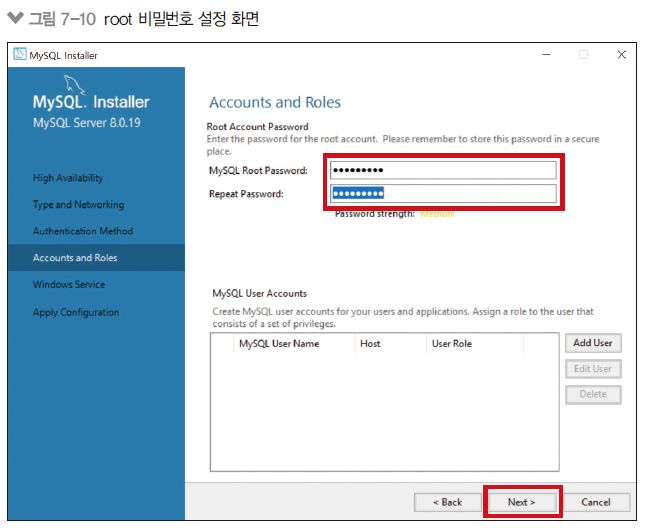 그림 7-10 root 비밀번호 설정 화면
MySQL Installer
MySQL. Installer
MySQL Server 8.0.19
High Availability
Type and Networking
Authentication Method
Accounts and Roles
Windows Service
Apply Configuration
Accounts and Roles
Root Account Password
Enter the password for the root account. Please remember to store this password in a secure
place.
MySQL Root Password: •••••••••
Repeat Password: •••••••••
Password strength: Medium
MySQL User Accounts
Create MySQL user accounts for your users and applications. Assign a role to the user that
consists of a set of privileges.
MySQL User Name Host User Role
Add User
Edit User
Delete
< Back Next > Cancel